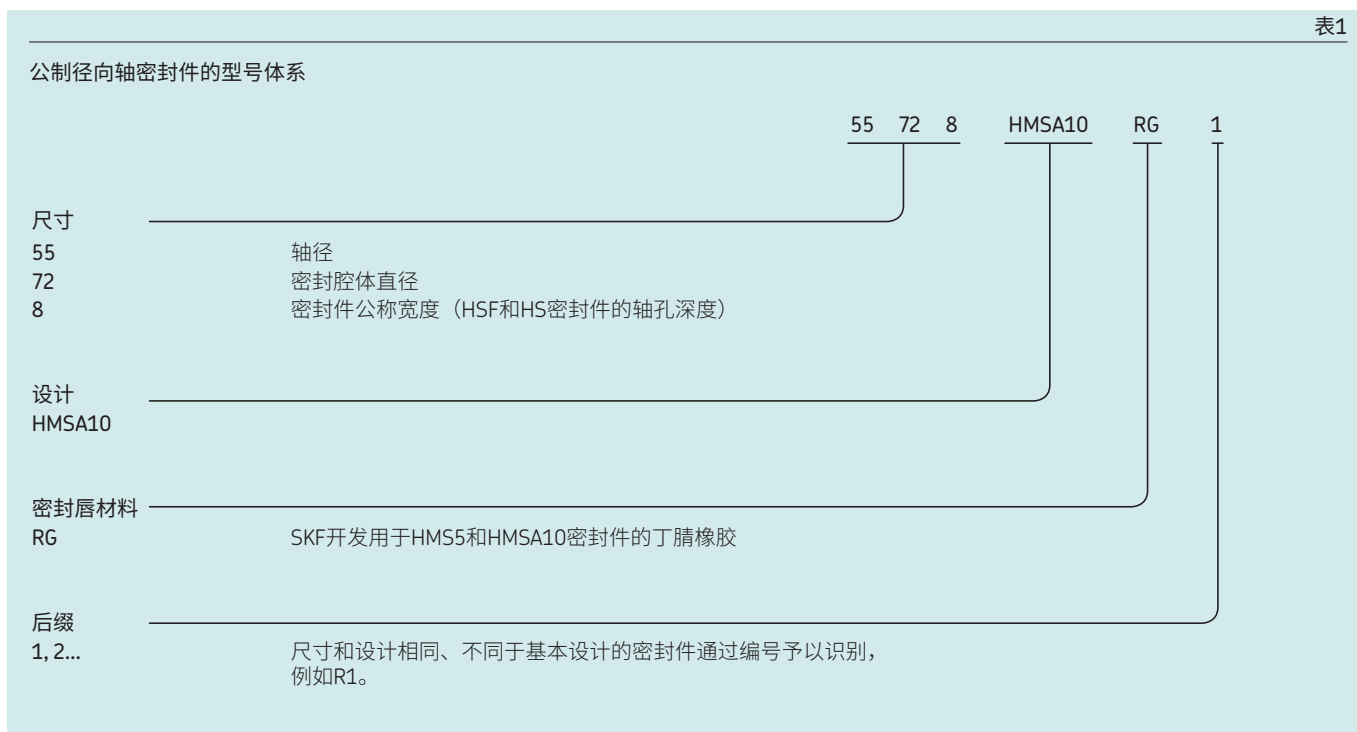 表1
公制径向轴密封件的型号体系
55 72 8 HMSA10 RG 1
尺寸
55 轴径
72 密封腔体直径
8 密封件公称宽度（HSF和HS密封件的轴孔深度）
设计
HMSA10
密封唇材料
RG SKF开发用于HMS5和HMSA10密封件的丁腈橡胶
后缀
1, 2... 尺寸和设计相同、不同于基本设计的密封件通过编号予以识别，
例如R1。